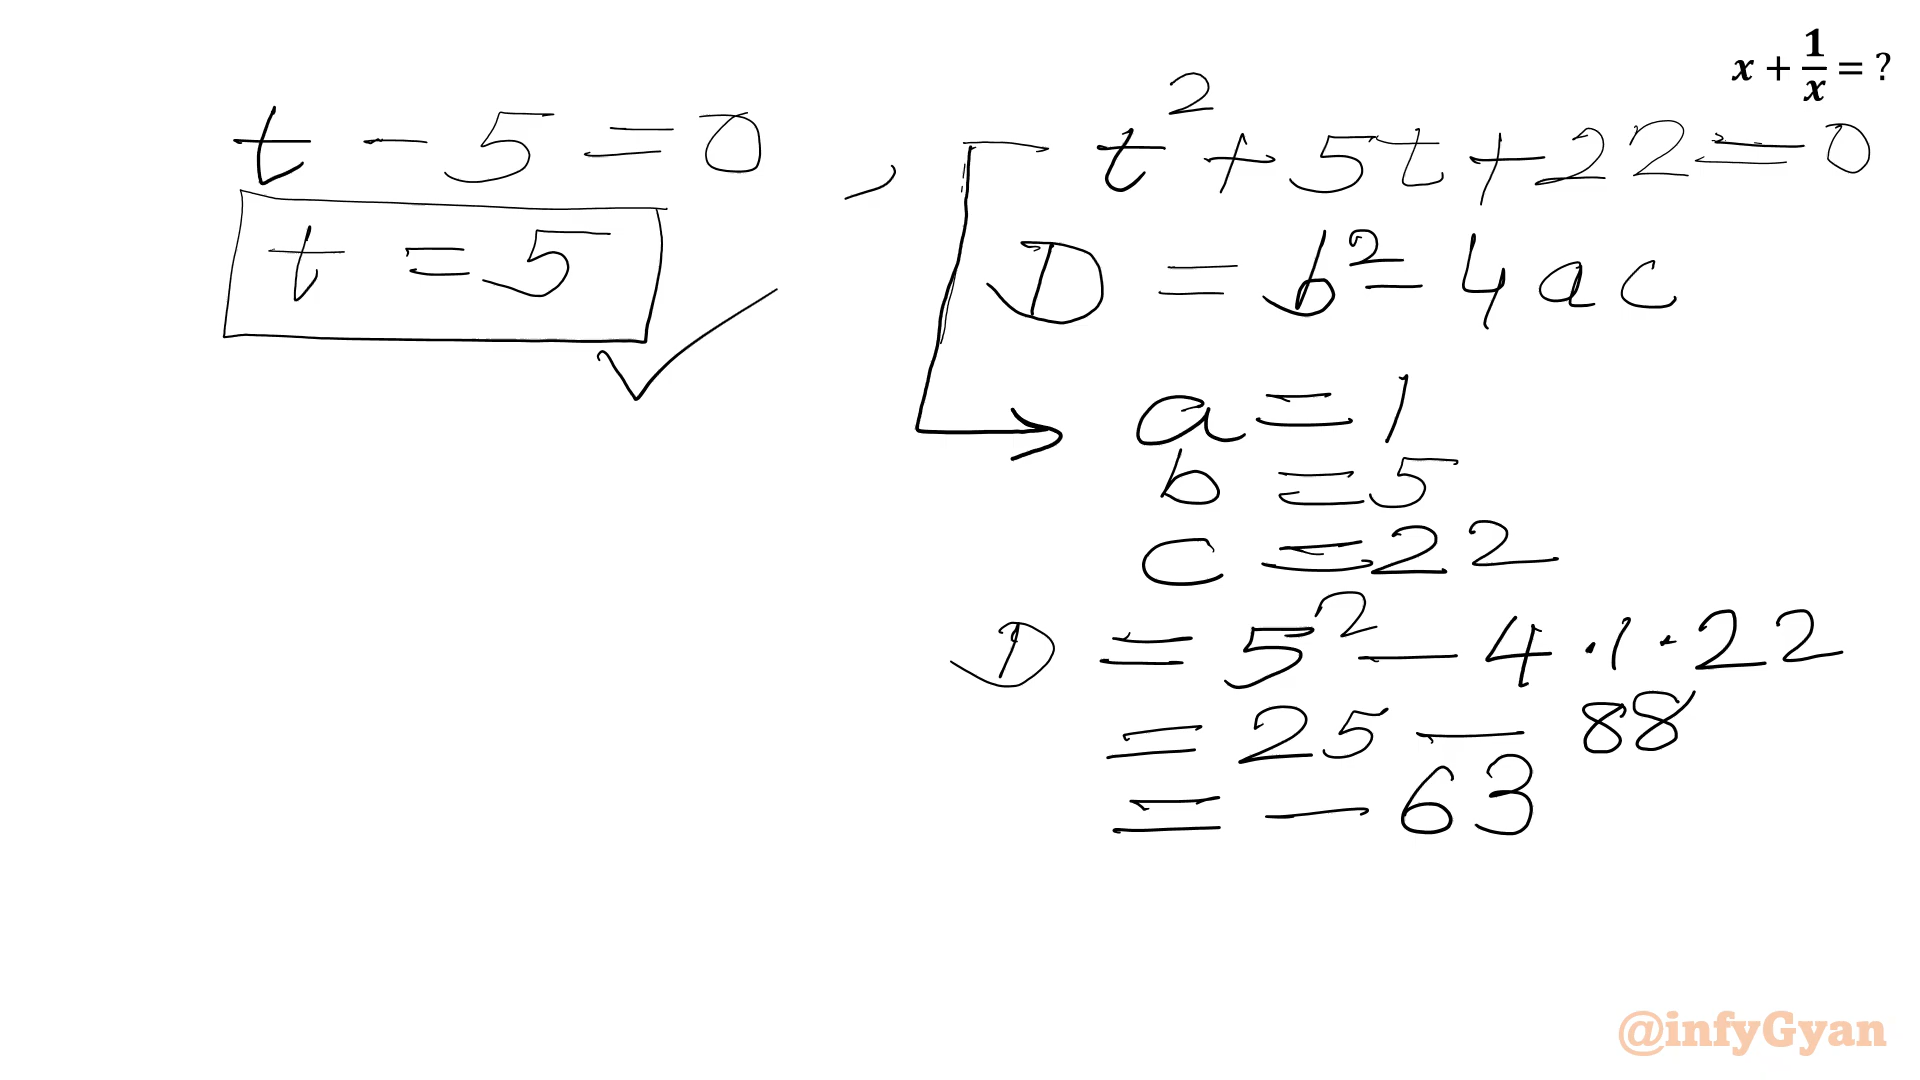 x + 1/x = ?
t - 5 = 0 , t² + 5t + 22 = 0
t = 5
D = b² - 4ac
a = 1
b = 5
c = 22
D = 5² - 4 · 1 · 22
= 25 - 88
= - 63
@infyGyan